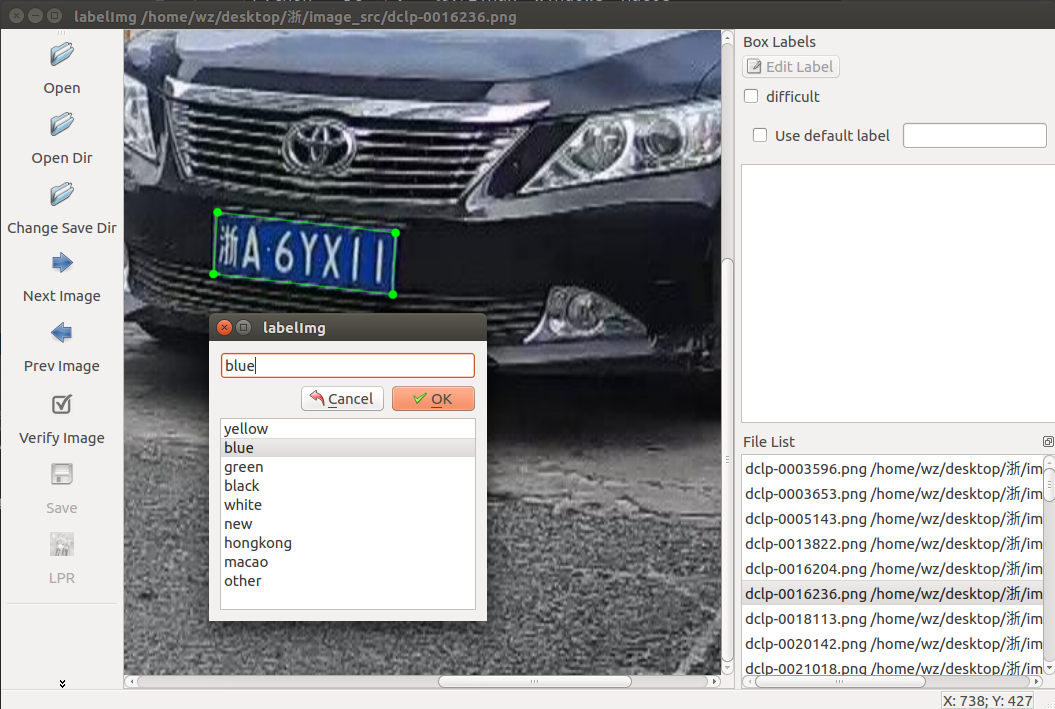 labelImg /home/wz/desktop/浙/image_src/dclp-0016236.png
Open
Open Dir
Change Save Dir
Next Image
Prev Image
Verify Image
Save
LPR
浙A·6YX11
labelImg
blue
Cancel
OK
yellow
blue
green
black
white
new
hongkong
macao
other
Box Labels
Edit Label
difficult
Use default label
File List
dclp-0003596.png /home/wz/desktop/浙/im
dclp-0003653.png /home/wz/desktop/浙/im
dclp-0005143.png /home/wz/desktop/浙/im
dclp-0013822.png /home/wz/desktop/浙/im
dclp-0016204.png /home/wz/desktop/浙/im
dclp-0016236.png /home/wz/desktop/浙/im
dclp-0018113.png /home/wz/desktop/浙/im
dclp-0020142.png /home/wz/desktop/浙/im
dclp-0021018.png /home/wz/desktop/浙/im
X: 738; Y: 427